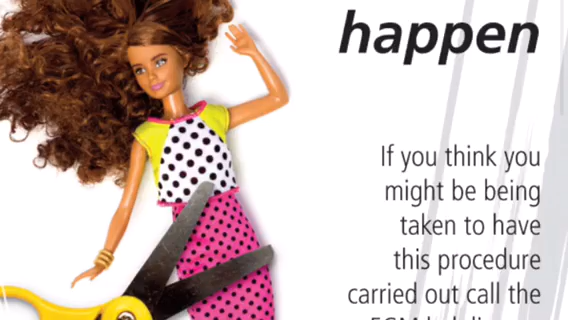 happen
If you think you
might be being
taken to have
this procedure
carried out call the